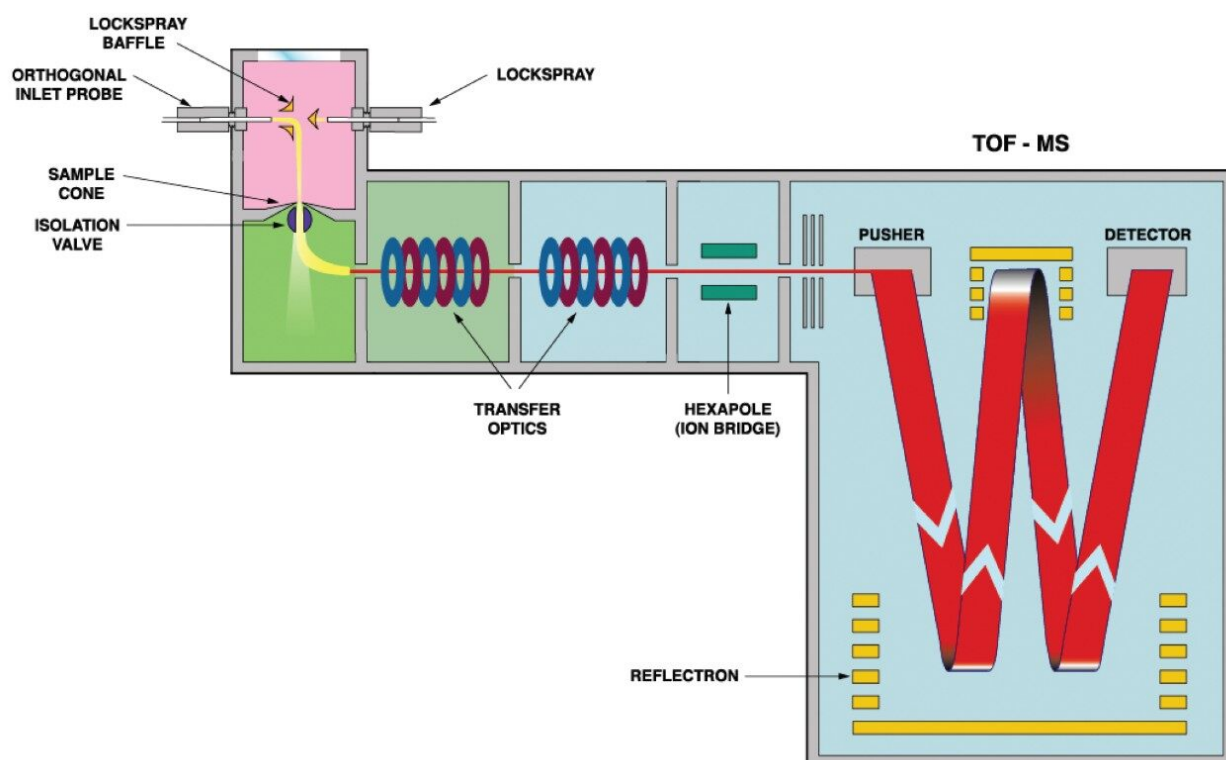 LOCKSPRAY
BAFFLE
ORTHOGONAL
INLET PROBE
LOCKSPRAY
TOF - MS
SAMPLE
CONE
ISOLATION
VALVE
PUSHER
DETECTOR
TRANSFER
OPTICS
HEXAPOLE
(ION BRIDGE)
REFLECTRON